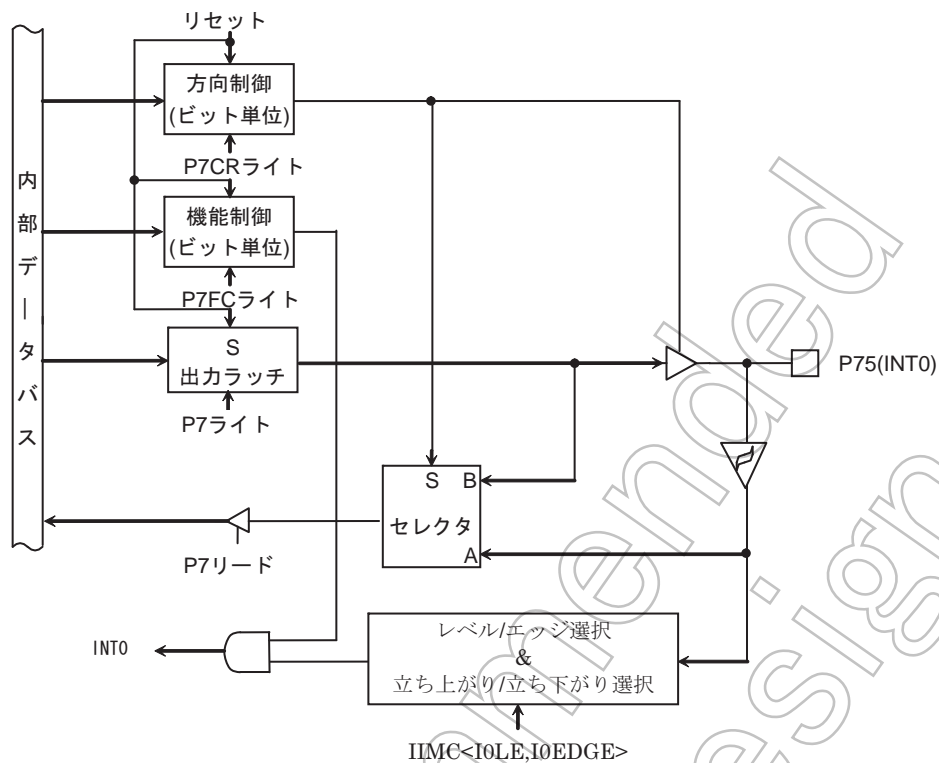 リセット
方向制御
(ビット単位)
P7CRライト
内部データバス
機能制御
(ビット単位)
P7FCライト
S
出力ラッチ
P7ライト
P75(INT0)
S B
セレクタ
A
P7リード
レベル/エッジ選択
&
立ち上がり/立ち下がり選択
INT0
IIMC<I0LE,I0EDGE>
mmended
esign